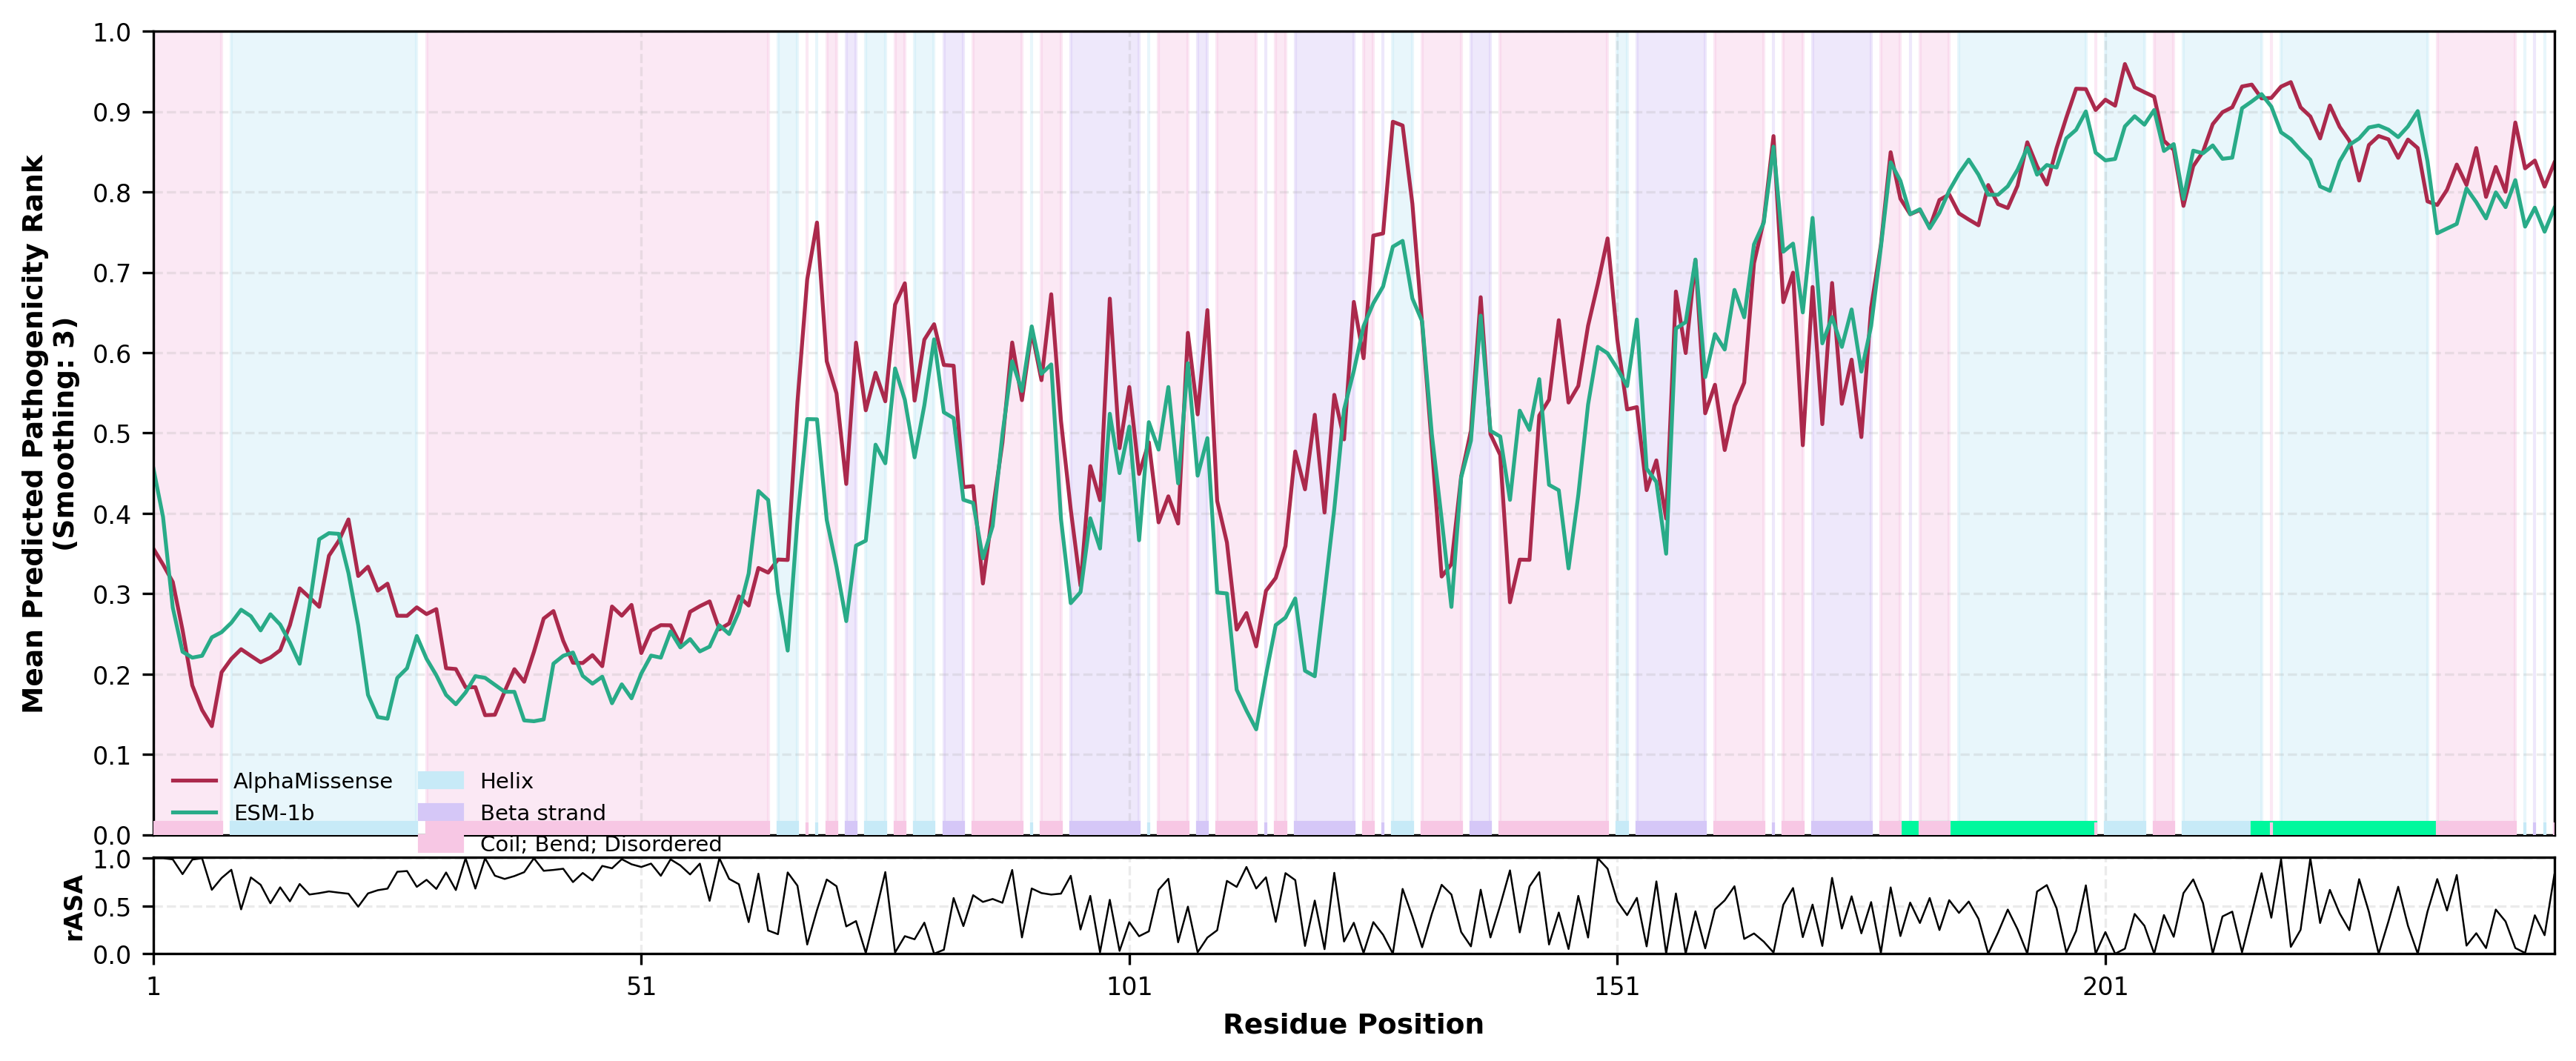 Mean Predicted Pathogenicity Rank
(Smoothing: 3)
1.0
0.9
0.8
0.7
0.6
0.5
0.4
0.3
0.2
0.1
0.0
AlphaMissense
ESM-1b
Helix
Beta strand
Coil; Bend; Disordered
rASA
1.0
0.5
0.0
1
51
101
151
201
Residue Position